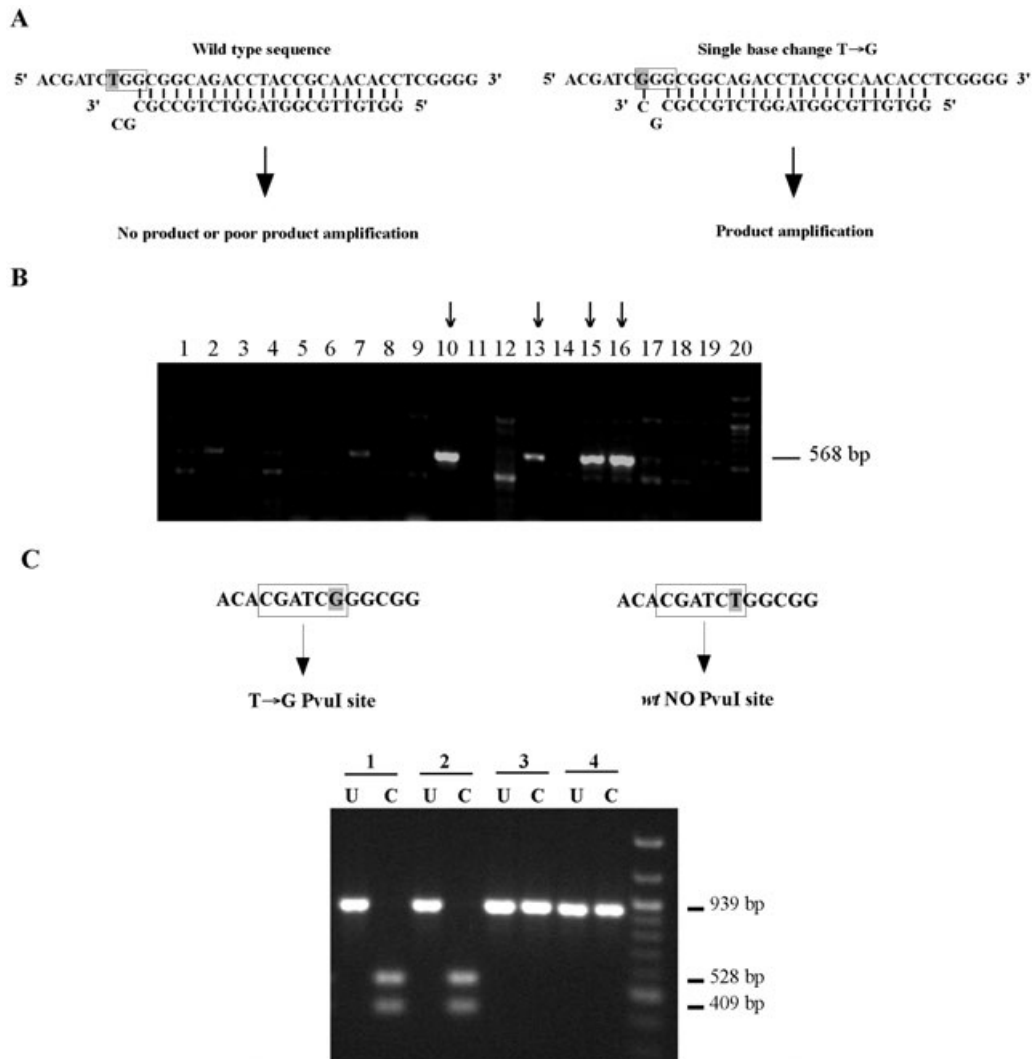 A
Wild type sequence
Single base change T→G
5' ACGATCTGGCGGCAGACCTACCGCAACACCTCGGGG 3'
5' ACGATCGGGCGGCAGACCTACCGCAACACCTCGGGG 3'
3' CGCCGTCTGGATGGCGTTGTGG 5'
3' C CGCCGTCTGGATGGCGTTGTGG 5'
CG
G
No product or poor product amplification
Product amplification
B
1 2 3 4 5 6 7 8 9 10 11 12 13 14 15 16 17 18 19 20
568 bp
C
ACACGATCGGGCGG
ACACGATCTGGCGG
T→G PvuI site
wt NO PvuI site
1 2 3 4
U C U C U C U C
939 bp
528 bp
409 bp